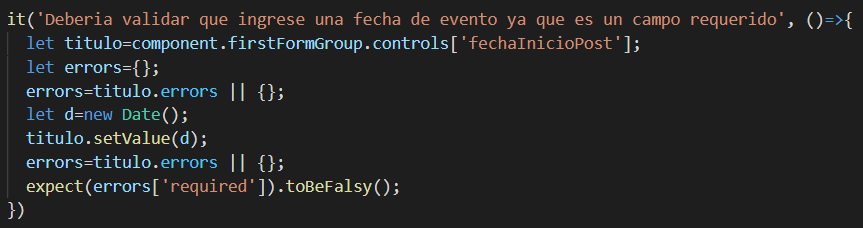 it('Deberia validar que ingrese una fecha de evento ya que es un campo requerido', ()=>{
let titulo=component.firstFormGroup.controls['fechaInicioPost'];
let errors={};
errors=titulo.errors || {};
let d=new Date();
titulo.setValue(d);
errors=titulo.errors || {};
expect(errors['required']).toBeFalsy();
})